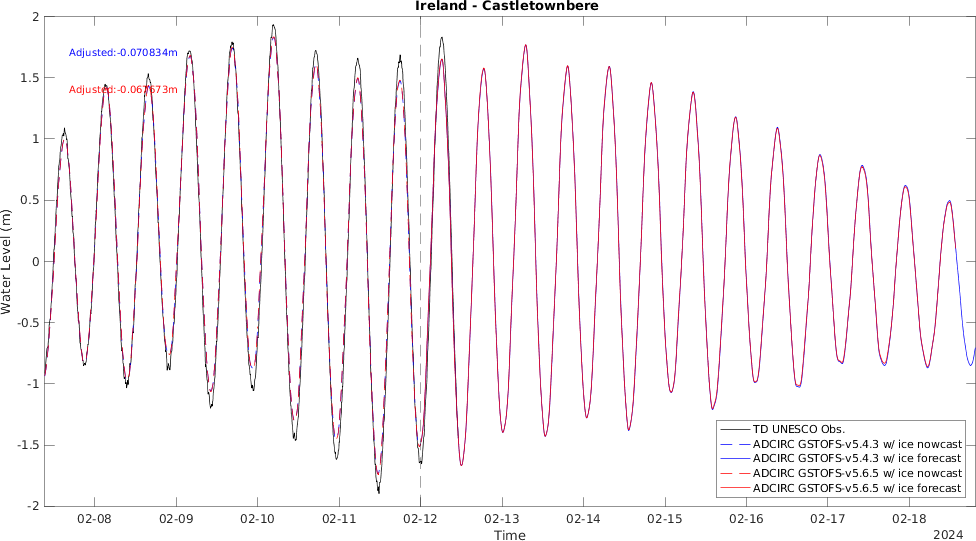 Ireland - Castletownbere
2
1.5
1
0.5
0
-0.5
-1
-1.5
-2
Water Level (m)
Adjusted:-0.070834m
Adjusted:-0.067673m
TD UNESCO Obs.
ADCIRC GSTOFS-v5.4.3 w/ ice nowcast
ADCIRC GSTOFS-v5.4.3 w/ ice forecast
ADCIRC GSTOFS-v5.6.5 w/ ice nowcast
ADCIRC GSTOFS-v5.6.5 w/ ice forecast
02-08 02-09 02-10 02-11 02-12 02-13 02-14 02-15 02-16 02-17 02-18
Time
2024